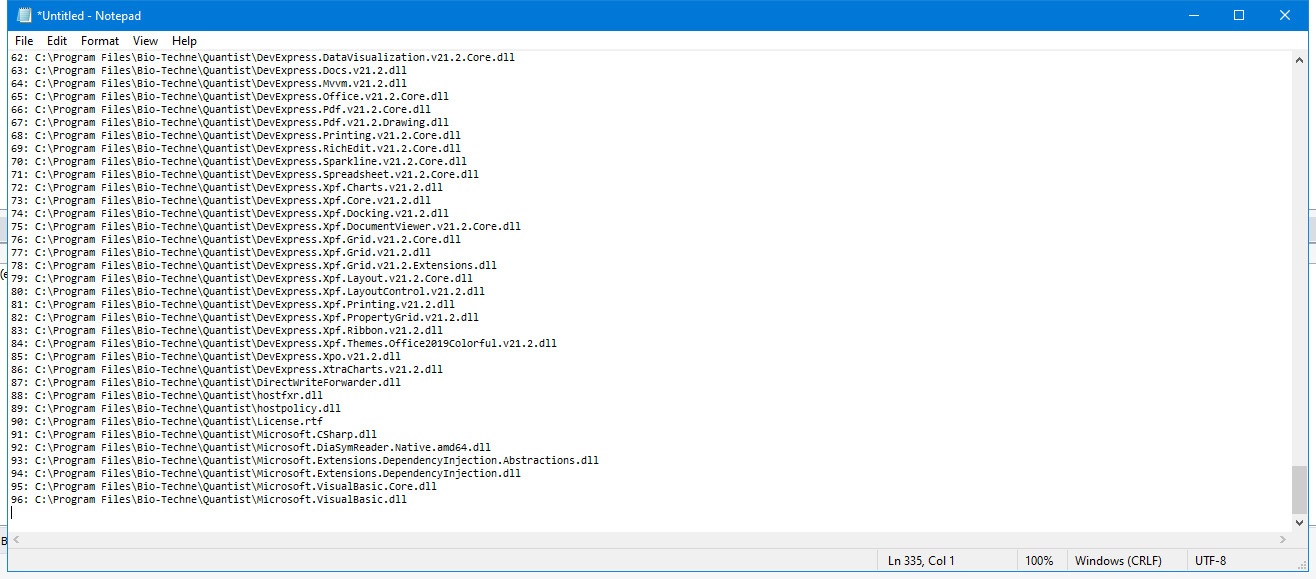 *Untitled - Notepad
File Edit Format View Help
62: C:\Program Files\Bio-Techne\Quantist\DevExpress.DataVisualization.v21.2.Core.dll
63: C:\Program Files\Bio-Techne\Quantist\DevExpress.Docs.v21.2.dll
64: C:\Program Files\Bio-Techne\Quantist\DevExpress.Mvvm.v21.2.dll
65: C:\Program Files\Bio-Techne\Quantist\DevExpress.Office.v21.2.Core.dll
66: C:\Program Files\Bio-Techne\Quantist\DevExpress.Pdf.v21.2.Core.dll
67: C:\Program Files\Bio-Techne\Quantist\DevExpress.Pdf.v21.2.Drawing.dll
68: C:\Program Files\Bio-Techne\Quantist\DevExpress.Printing.v21.2.Core.dll
69: C:\Program Files\Bio-Techne\Quantist\DevExpress.RichEdit.v21.2.Core.dll
70: C:\Program Files\Bio-Techne\Quantist\DevExpress.Sparkline.v21.2.Core.dll
71: C:\Program Files\Bio-Techne\Quantist\DevExpress.Spreadsheet.v21.2.Core.dll
72: C:\Program Files\Bio-Techne\Quantist\DevExpress.Xpf.Charts.v21.2.dll
73: C:\Program Files\Bio-Techne\Quantist\DevExpress.Xpf.Core.v21.2.dll
74: C:\Program Files\Bio-Techne\Quantist\DevExpress.Xpf.Docking.v21.2.dll
75: C:\Program Files\Bio-Techne\Quantist\DevExpress.Xpf.DocumentViewer.v21.2.Core.dll
76: C:\Program Files\Bio-Techne\Quantist\DevExpress.Xpf.Grid.v21.2.Core.dll
77: C:\Program Files\Bio-Techne\Quantist\DevExpress.Xpf.Grid.v21.2.dll
78: C:\Program Files\Bio-Techne\Quantist\DevExpress.Xpf.Grid.v21.2.Extensions.dll
79: C:\Program Files\Bio-Techne\Quantist\DevExpress.Xpf.Layout.v21.2.Core.dll
80: C:\Program Files\Bio-Techne\Quantist\DevExpress.Xpf.LayoutControl.v21.2.dll
81: C:\Program Files\Bio-Techne\Quantist\DevExpress.Xpf.Printing.v21.2.dll
82: C:\Program Files\Bio-Techne\Quantist\DevExpress.Xpf.PropertyGrid.v21.2.dll
83: C:\Program Files\Bio-Techne\Quantist\DevExpress.Xpf.Ribbon.v21.2.dll
84: C:\Program Files\Bio-Techne\Quantist\DevExpress.Xpf.Themes.Office2019Colorful.v21.2.dll
85: C:\Program Files\Bio-Techne\Quantist\DevExpress.Xpo.v21.2.dll
86: C:\Program Files\Bio-Techne\Quantist\DevExpress.XtraCharts.v21.2.dll
87: C:\Program Files\Bio-Techne\Quantist\DirectWriteForwarder.dll
88: C:\Program Files\Bio-Techne\Quantist\hostfxr.dll
89: C:\Program Files\Bio-Techne\Quantist\hostpolicy.dll
90: C:\Program Files\Bio-Techne\Quantist\License.rtf
91: C:\Program Files\Bio-Techne\Quantist\Microsoft.CSharp.dll
92: C:\Program Files\Bio-Techne\Quantist\Microsoft.DiaSymReader.Native.amd64.dll
93: C:\Program Files\Bio-Techne\Quantist\Microsoft.Extensions.DependencyInjection.Abstractions.dll
94: C:\Program Files\Bio-Techne\Quantist\Microsoft.Extensions.DependencyInjection.dll
95: C:\Program Files\Bio-Techne\Quantist\Microsoft.VisualBasic.Core.dll
96: C:\Program Files\Bio-Techne\Quantist\Microsoft.VisualBasic.dll
Ln 335, Col 1 100% Windows (CRLF) UTF-8